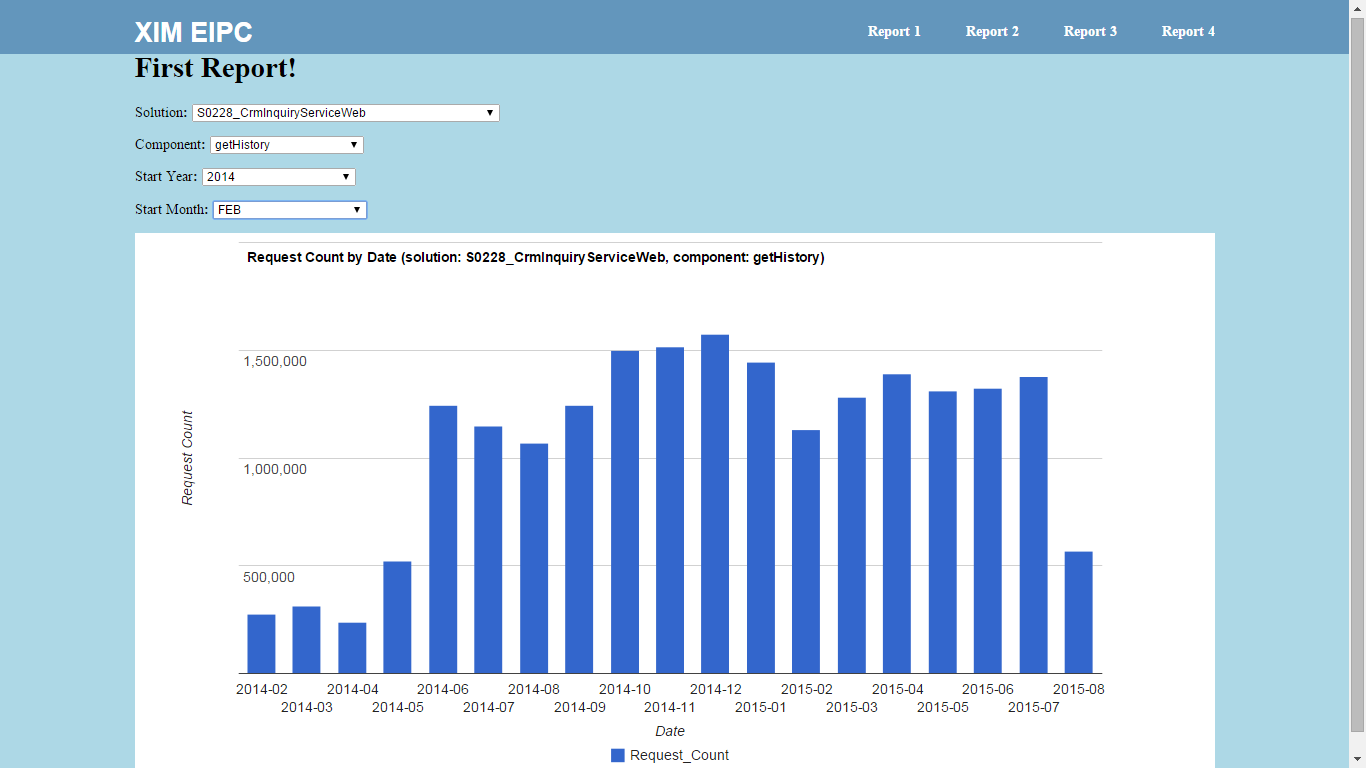 XIM EIPC
Report 1 Report 2 Report 3 Report 4
First Report!
Solution: S0228_CrmInquiryServiceWeb
Component: getHistory
Start Year: 2014
Start Month: FEB
Request Count by Date (solution: S0228_CrmInquiryServiceWeb, component: getHistory)
1,500,000
1,000,000
500,000
Request Count
2014-02 2014-04 2014-06 2014-08 2014-10 2014-12 2015-02 2015-04 2015-06 2015-08
2014-03 2014-05 2014-07 2014-09 2014-11 2015-01 2015-03 2015-05 2015-07
Date
Request_Count